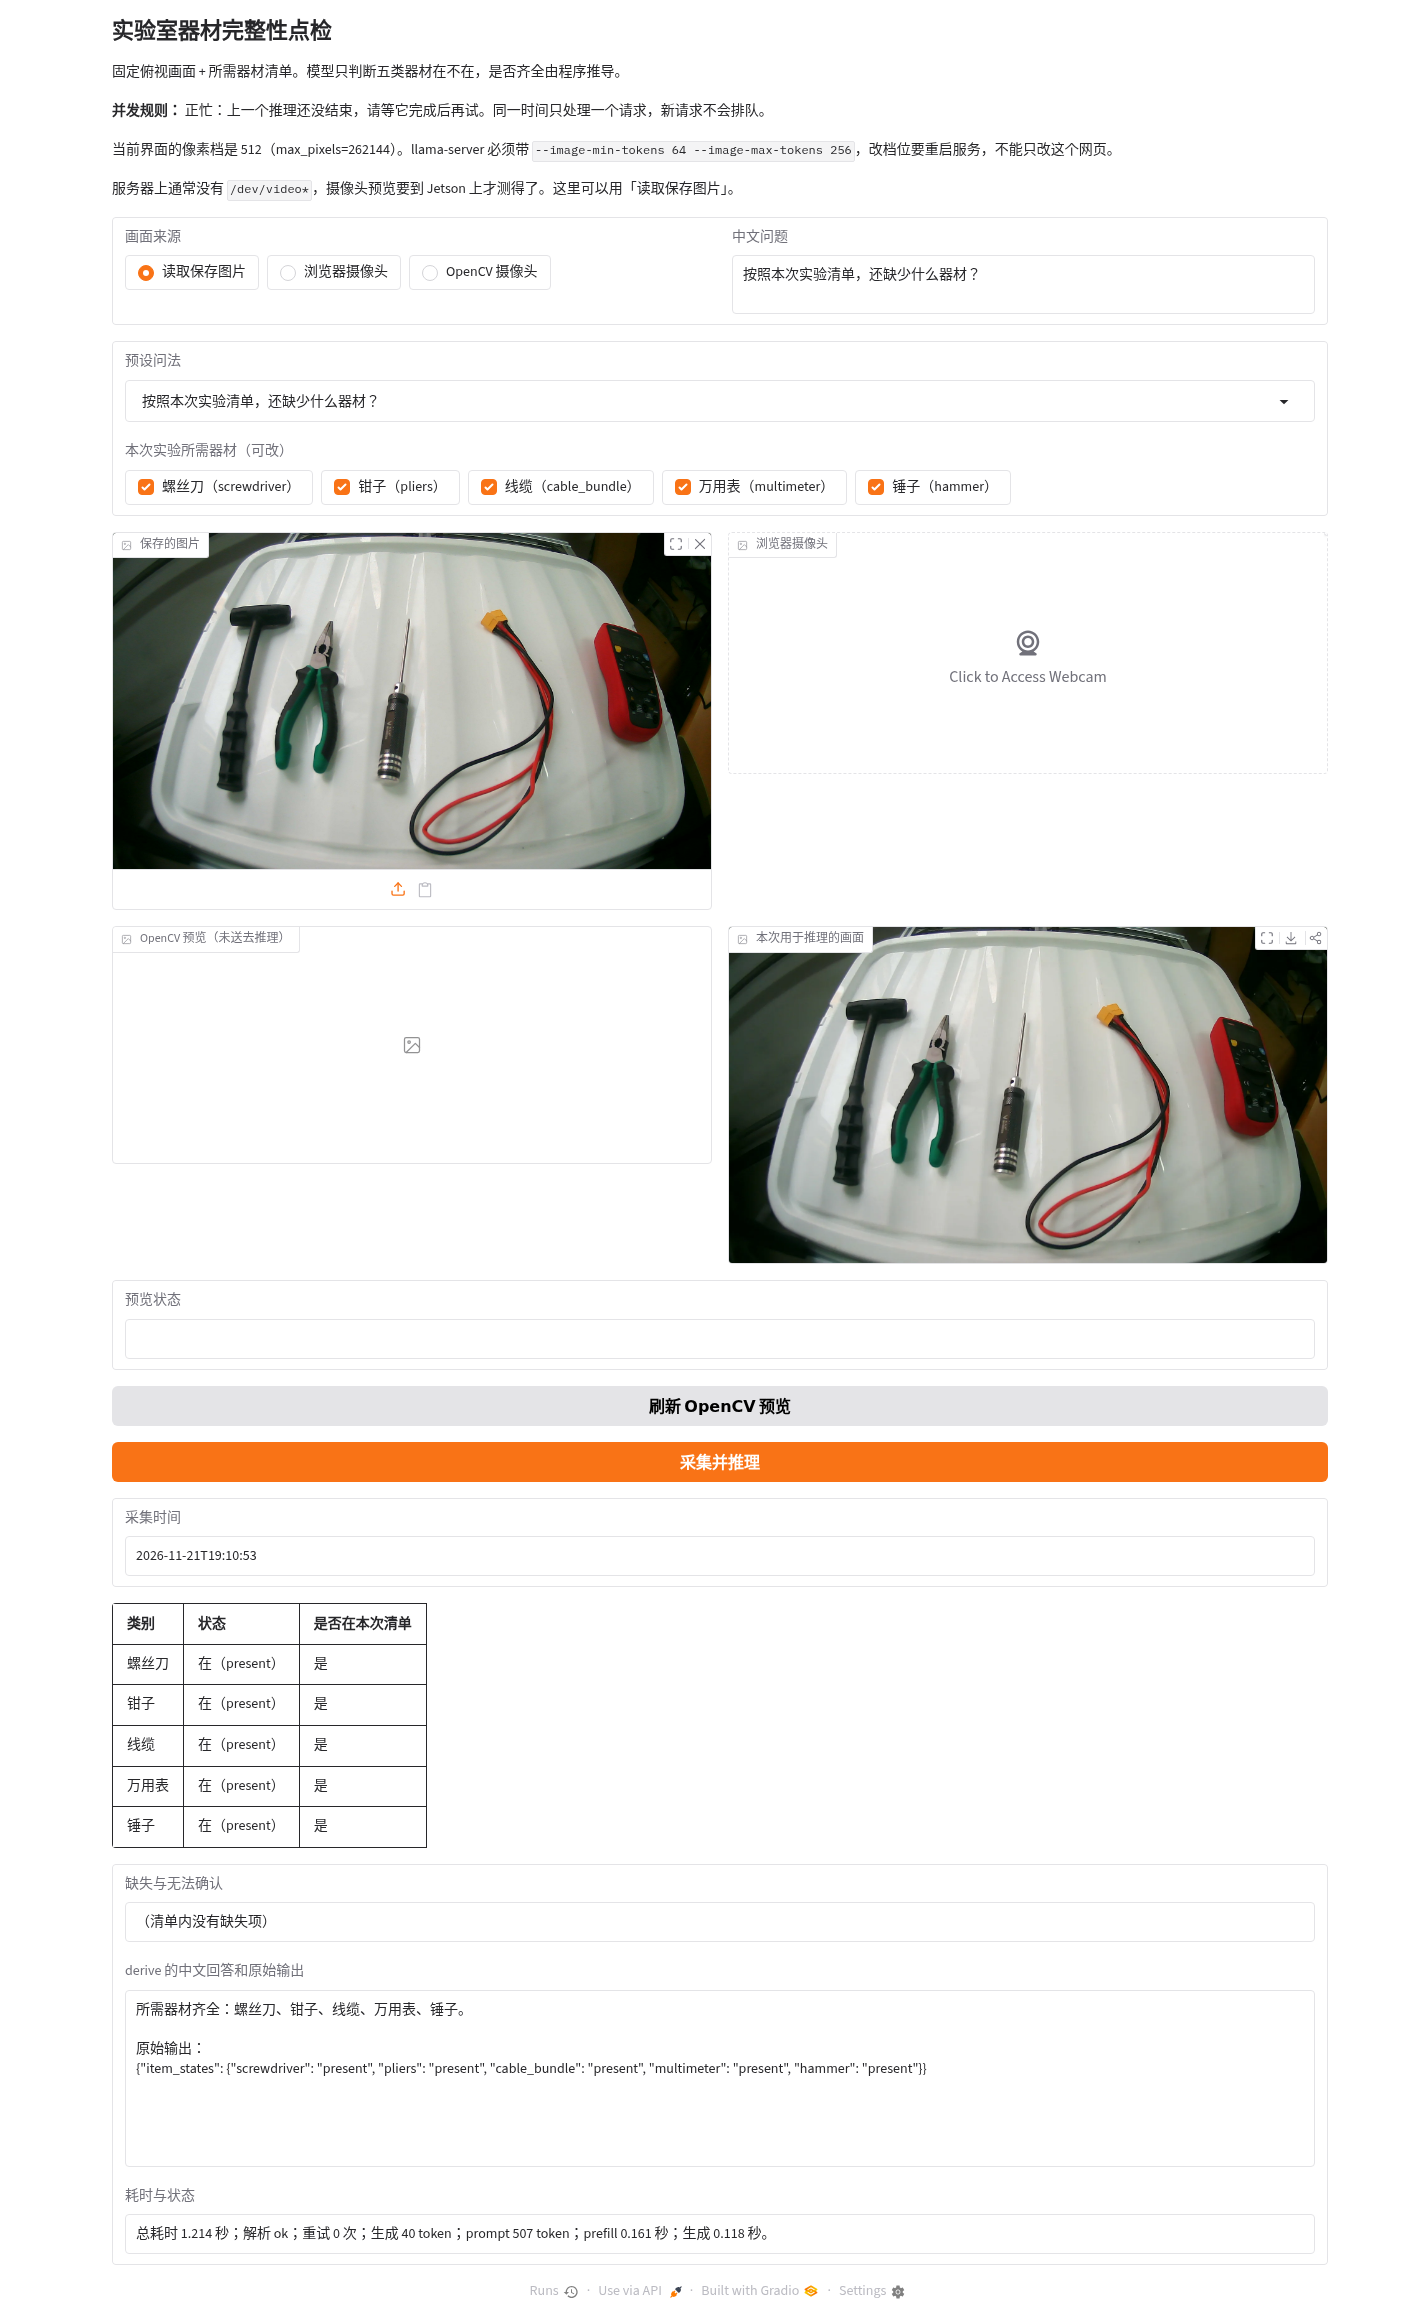 实验室器材完整性点检
固定俯视画面 + 所需器材清单。模型只判断五类器材在不在，是否齐全由程序推导。
并发规则： 正忙：上一个推理还没结束，请等它完成后再试。同一时间只处理一个请求，新请求不会排队。
当前界面的像素档是 512（max_pixels=262144）。llama-server 必须带 --image-min-tokens 64 --image-max-tokens 256，改档位要重启服务，不能只改这个网页。
服务器上通常没有 /dev/video*，摄像头预览要到 Jetson 上才测得了。这里可以用「读取保存图片」。
画面来源
读取保存图片 浏览器摄像头 OpenCV 摄像头
中文问题
按照本次实验清单，还缺少什么器材？
预设问法
按照本次实验清单，还缺少什么器材？
本次实验所需器材（可改）
螺丝刀（screwdriver） 钳子（pliers） 线缆（cable_bundle） 万用表（multimeter） 锤子（hammer）
保存的图片
浏览器摄像头
Click to Access Webcam
OpenCV 预览（未送去推理）
本次用于推理的画面
预览状态
刷新 OpenCV 预览
采集并推理
采集时间
2026-11-21T19:10:53
类别 状态 是否在本次清单
螺丝刀 在（present） 是
钳子 在（present） 是
线缆 在（present） 是
万用表 在（present） 是
锤子 在（present） 是
缺失与无法确认
（清单内没有缺失项）
derive 的中文回答和原始输出
所需器材齐全：螺丝刀、钳子、线缆、万用表、锤子。
原始输出：
{"item_states": {"screwdriver": "present", "pliers": "present", "cable_bundle": "present", "multimeter": "present", "hammer": "present"}}
耗时与状态
总耗时 1.214 秒；解析 ok；重试 0 次；生成 40 token；prompt 507 token；prefill 0.161 秒；生成 0.118 秒。
Runs · Use via API · Built with Gradio · Settings